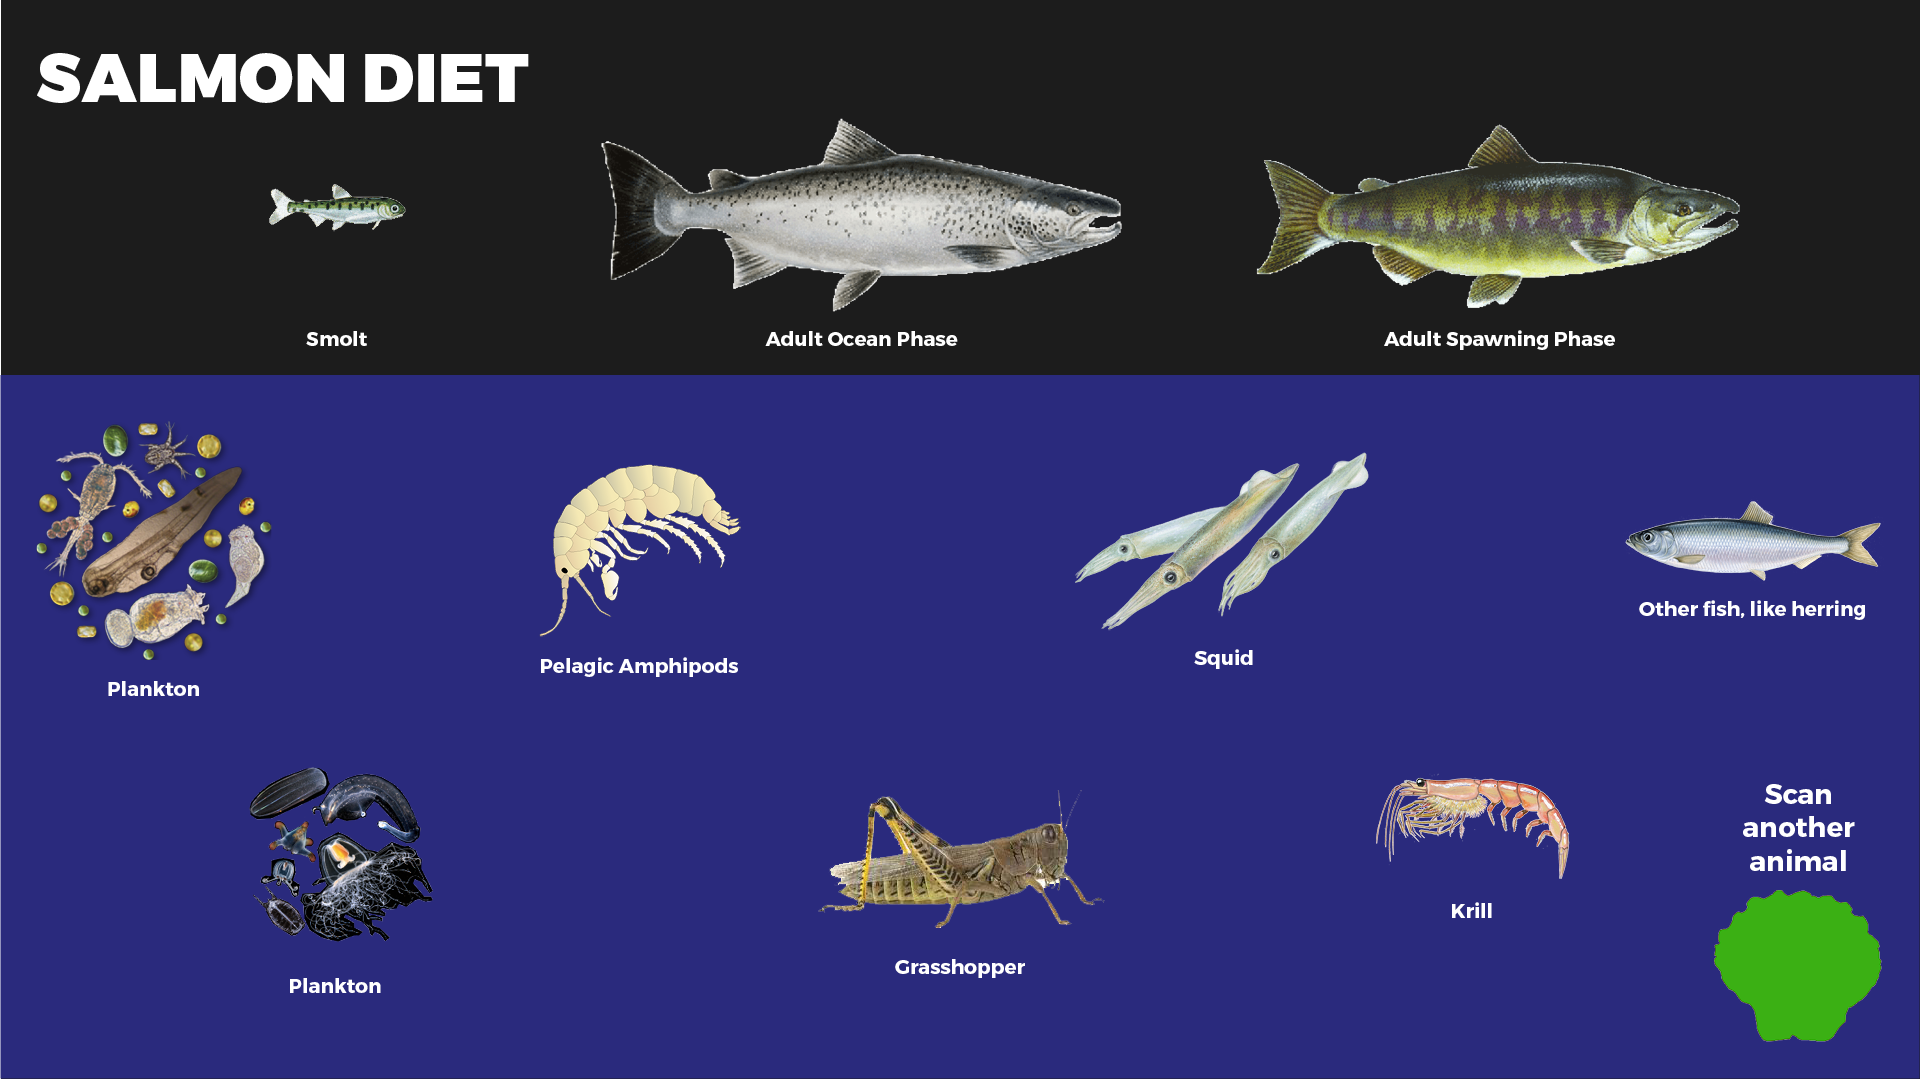 SALMON DIET
Smolt
Adult Ocean Phase
Adult Spawning Phase
Plankton
Pelagic Amphipods
Squid
Other fish, like herring
Plankton
Grasshopper
Krill
Scan
another
animal